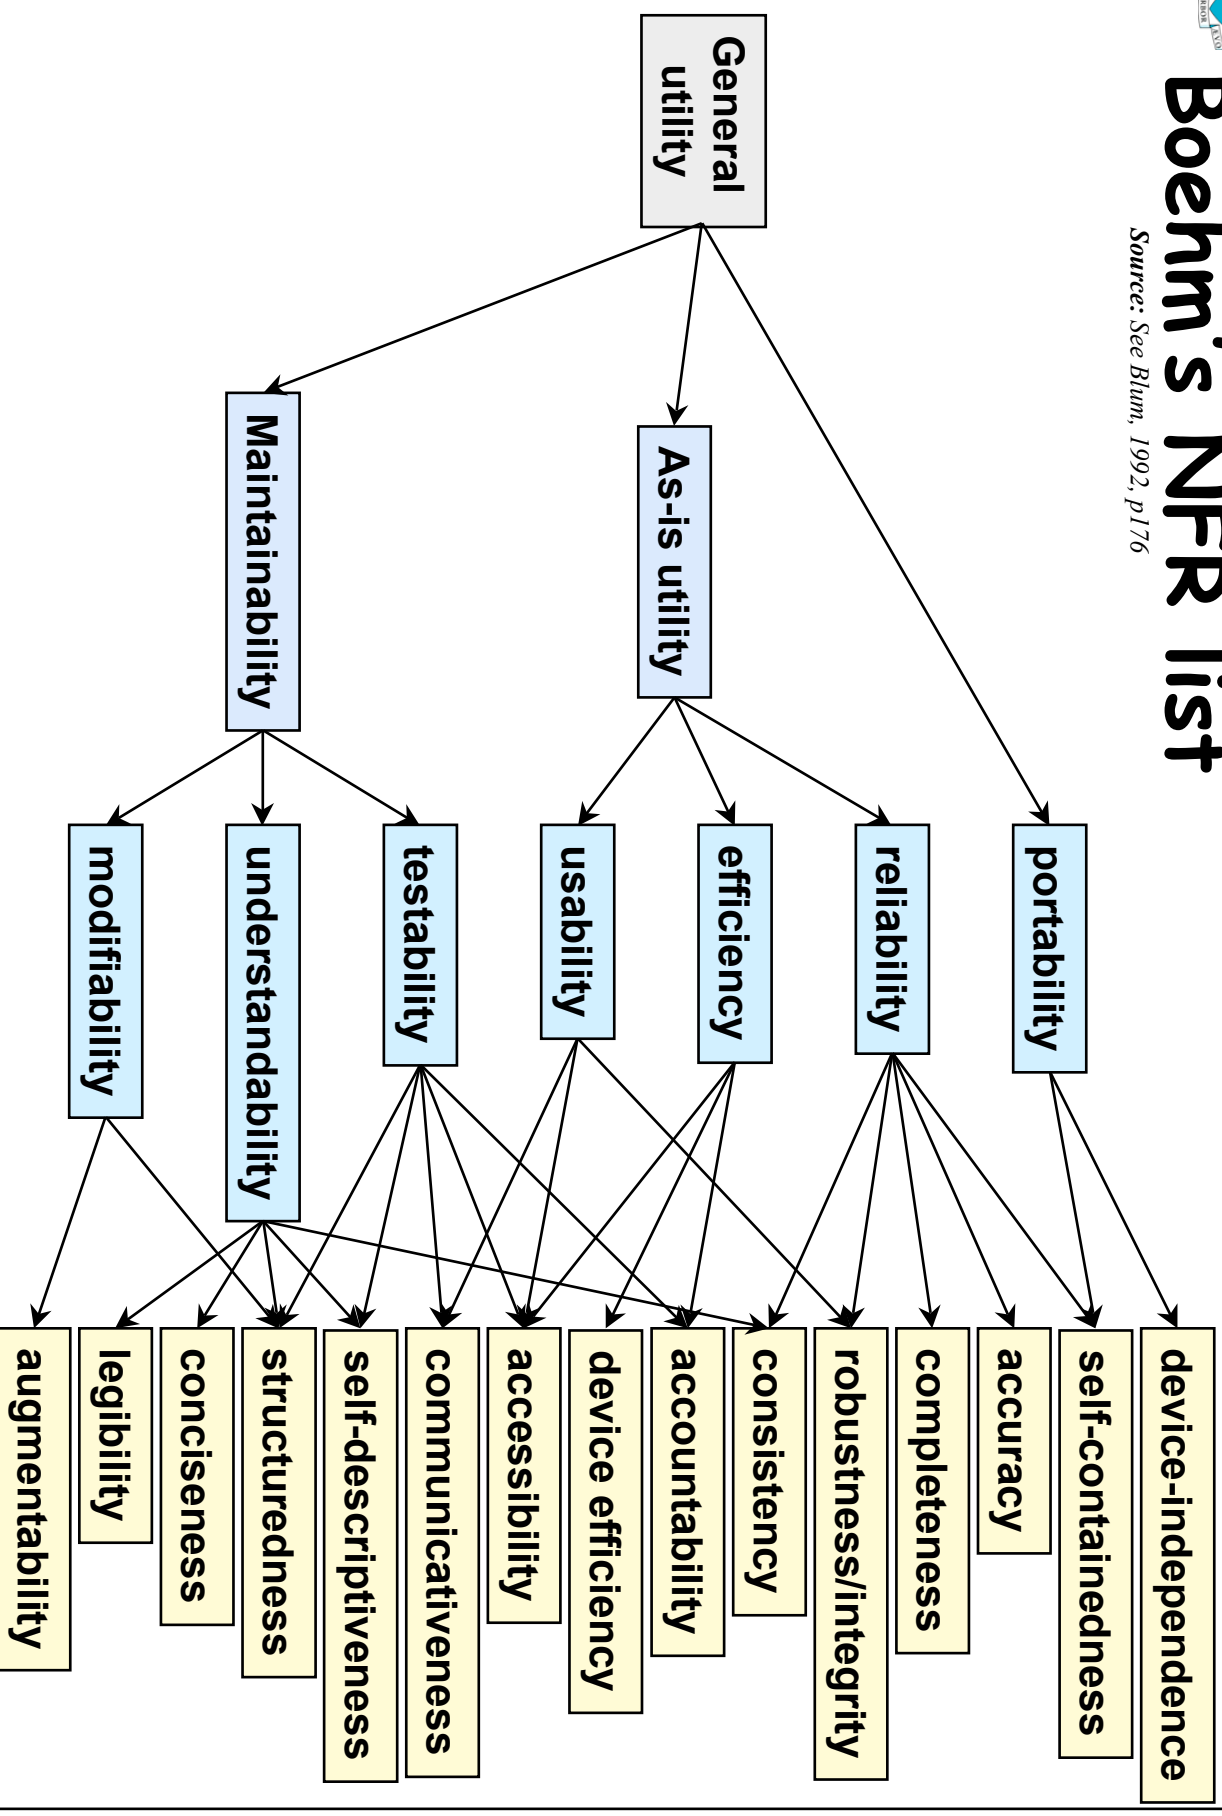 Boehm's NFR list
Source: See Blum, 1992, p176
General
utility
As-is utility
Maintainability
portability
reliability
efficiency
usability
testability
understandability
modifiability
device-independence
self-containedness
accuracy
completeness
robustness/integrity
consistency
accountability
device efficiency
accessibility
communicativeness
self-descriptiveness
structuredness
conciseness
legibility
augmentability